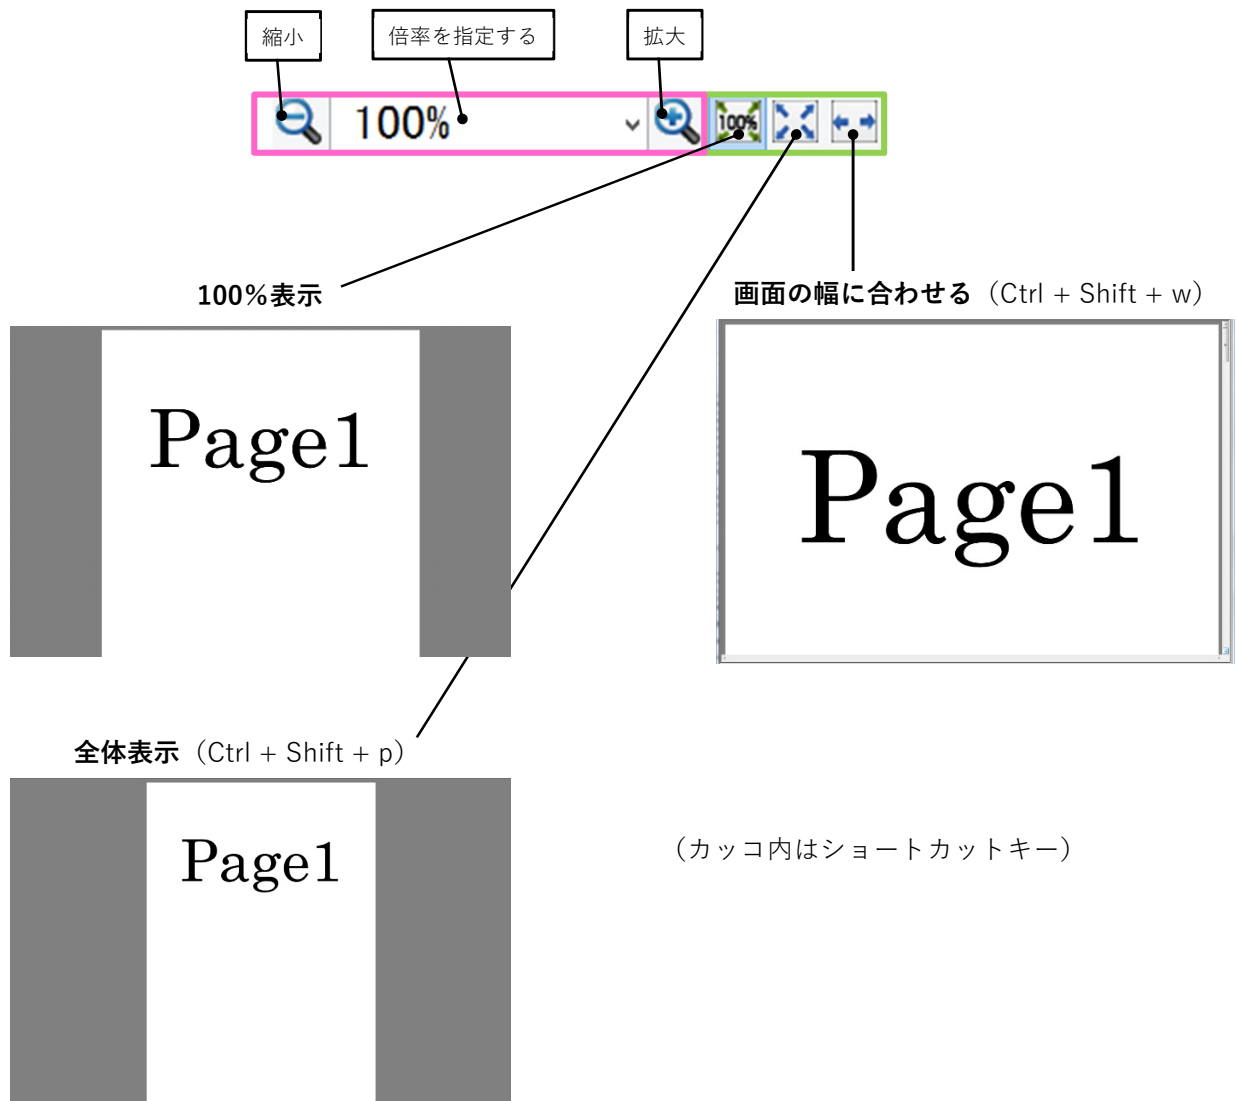 縮小
倍率を指定する
拡大
100%
100%
100%表示
画面の幅に合わせる（Ctrl + Shift + w）
Page1
Page1
全体表示（Ctrl + Shift + p）
Page1
（カッコ内はショートカットキー）